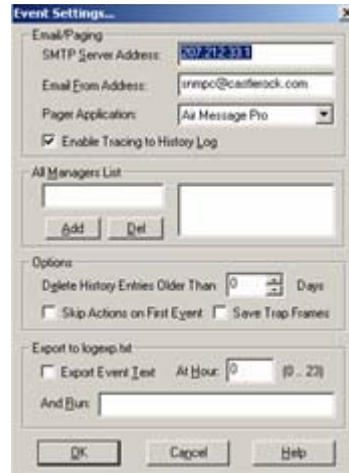 Event Settings...
Email/Paging
SMTP Server Address: 207.212.33.1
Email From Address: snmpc@castlerock.com
Pager Application: Air Message Pro
Enable Tracing to History Log
All Managers List
Add Del
Options
Delete History Entries Older Than 0 Days
Skip Actions on First Event Save Trap Frames
Export to logexp.txt
Export Event Text At Hour: 0 (0 .. 23)
And Run:
OK Cancel Help